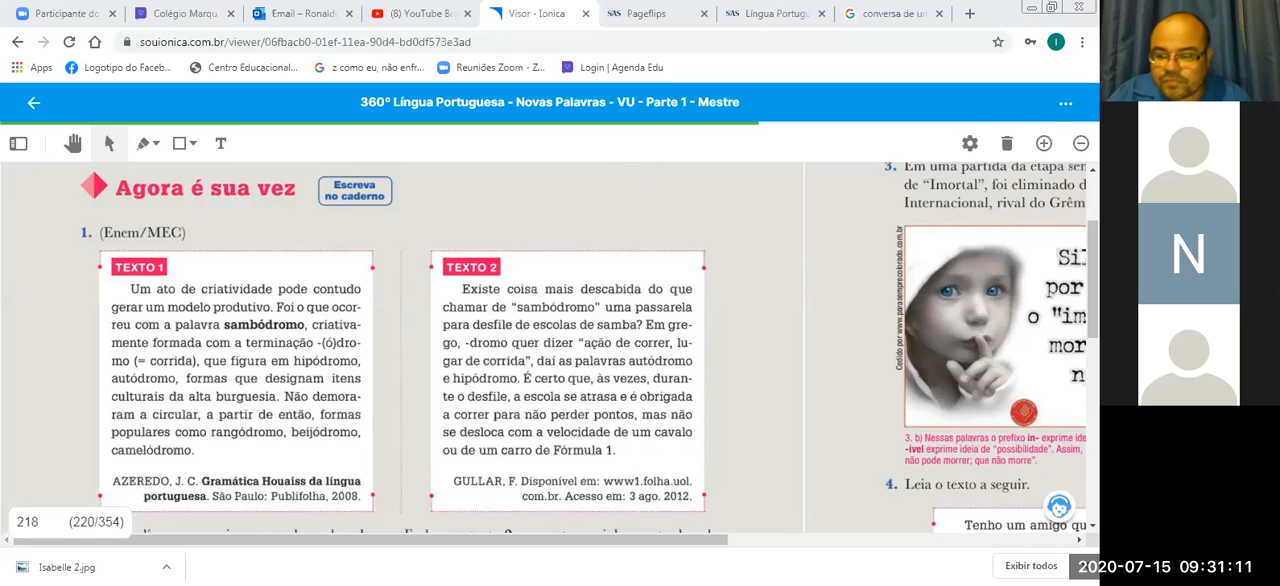 Participante do
Colégio Marqu
Email – Ronaid
(8) YouTube Br
Visor - Ionica
SAS Pageflips
SAS Língua Portugu
conversa de um
souionica.com.br/viewer/06fbacb0-01ef-11ea-90d4-bd0df573e3ad
I
Apps
Logotipo do Faceb...
Centro Educacional...
z como eu, não enfr...
Reuniões Zoom - Z...
Login | Agenda Edu
360º Língua Portuguesa - Novas Palavras - VU - Parte 1 - Mestre
T
Agora é sua vez
Escreva
no caderno
1. (Enem/MEC)
TEXTO 1
Um ato de criatividade pode contudo
gerar um modelo produtivo. Foi o que ocor-
reu com a palavra sambódromo, criativa-
mente formada com a terminação -(ó)dro-
mo (= corrida), que figura em hipódromo,
autódromo, formas que designam itens
culturais da alta burguesia. Não demora-
ram a circular, a partir de então, formas
populares como rangódromo, beijódromo,
camelódromo.
AZEREDO, J. C. Gramática Houaiss da língua
portuguesa. São Paulo: Publifolha, 2008.
TEXTO 2
Existe coisa mais descabida do que
chamar de “sambódromo” uma passarela
para desfile de escolas de samba? Em gre-
go, -dromo quer dizer “ação de correr, lu-
gar de corrida”, daí as palavras autódromo
e hipódromo. É certo que, às vezes, duran-
te o desfile, a escola se atrasa e é obrigada
a correr para não perder pontos, mas não
se desloca com a velocidade de um cavalo
ou de um carro de Fórmula 1.
GULLAR, F. Disponível em: www1.folha.uol.
com.br. Acesso em: 3 ago. 2012.
3. Em uma partida da etapa sen
de “Imortal”, foi eliminado d
Internacional, rival do Grêm
Cedido por www.parasemprecolorado.com.br
Sil
por
o "im
mor
n
3. b) Nessas palavras o prefixo in- exprime ide
-ível exprime ideia de “possibilidade”. Assim,
não pode morrer; que não morre”.
4. Leia o texto a seguir.
Tenho um amigo qu
218 (220/354)
Isabelle 2.jpg
Exibir todos
N
2020-07-15 09:31:11